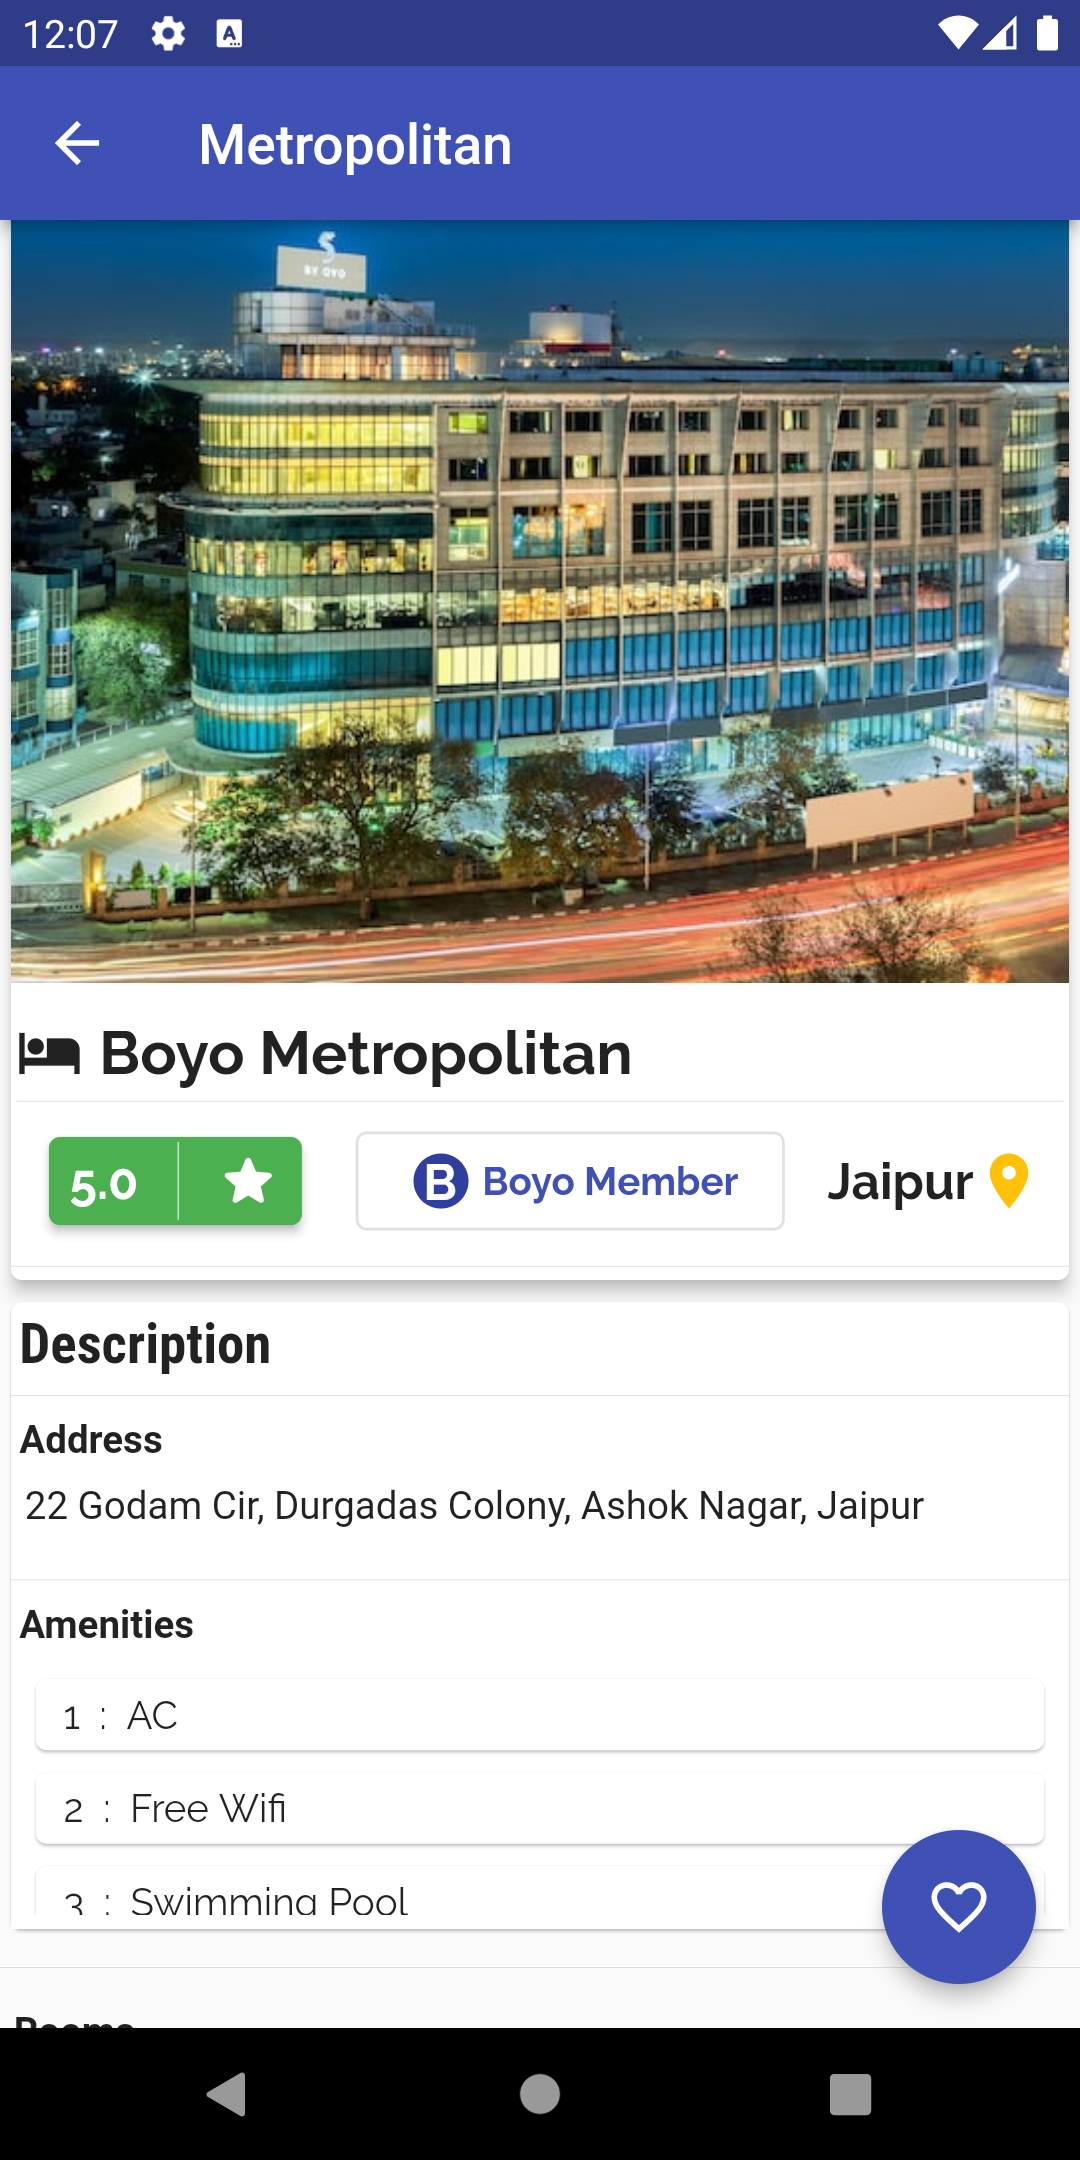 12:07
Metropolitan
BY OYO
Boyo Metropolitan
5.0
B Boyo Member
Jaipur
Description
Address
22 Godam Cir, Durgadas Colony, Ashok Nagar, Jaipur
Amenities
1 : AC
2 : Free Wifi
3 : Swimming Pool
Rooms